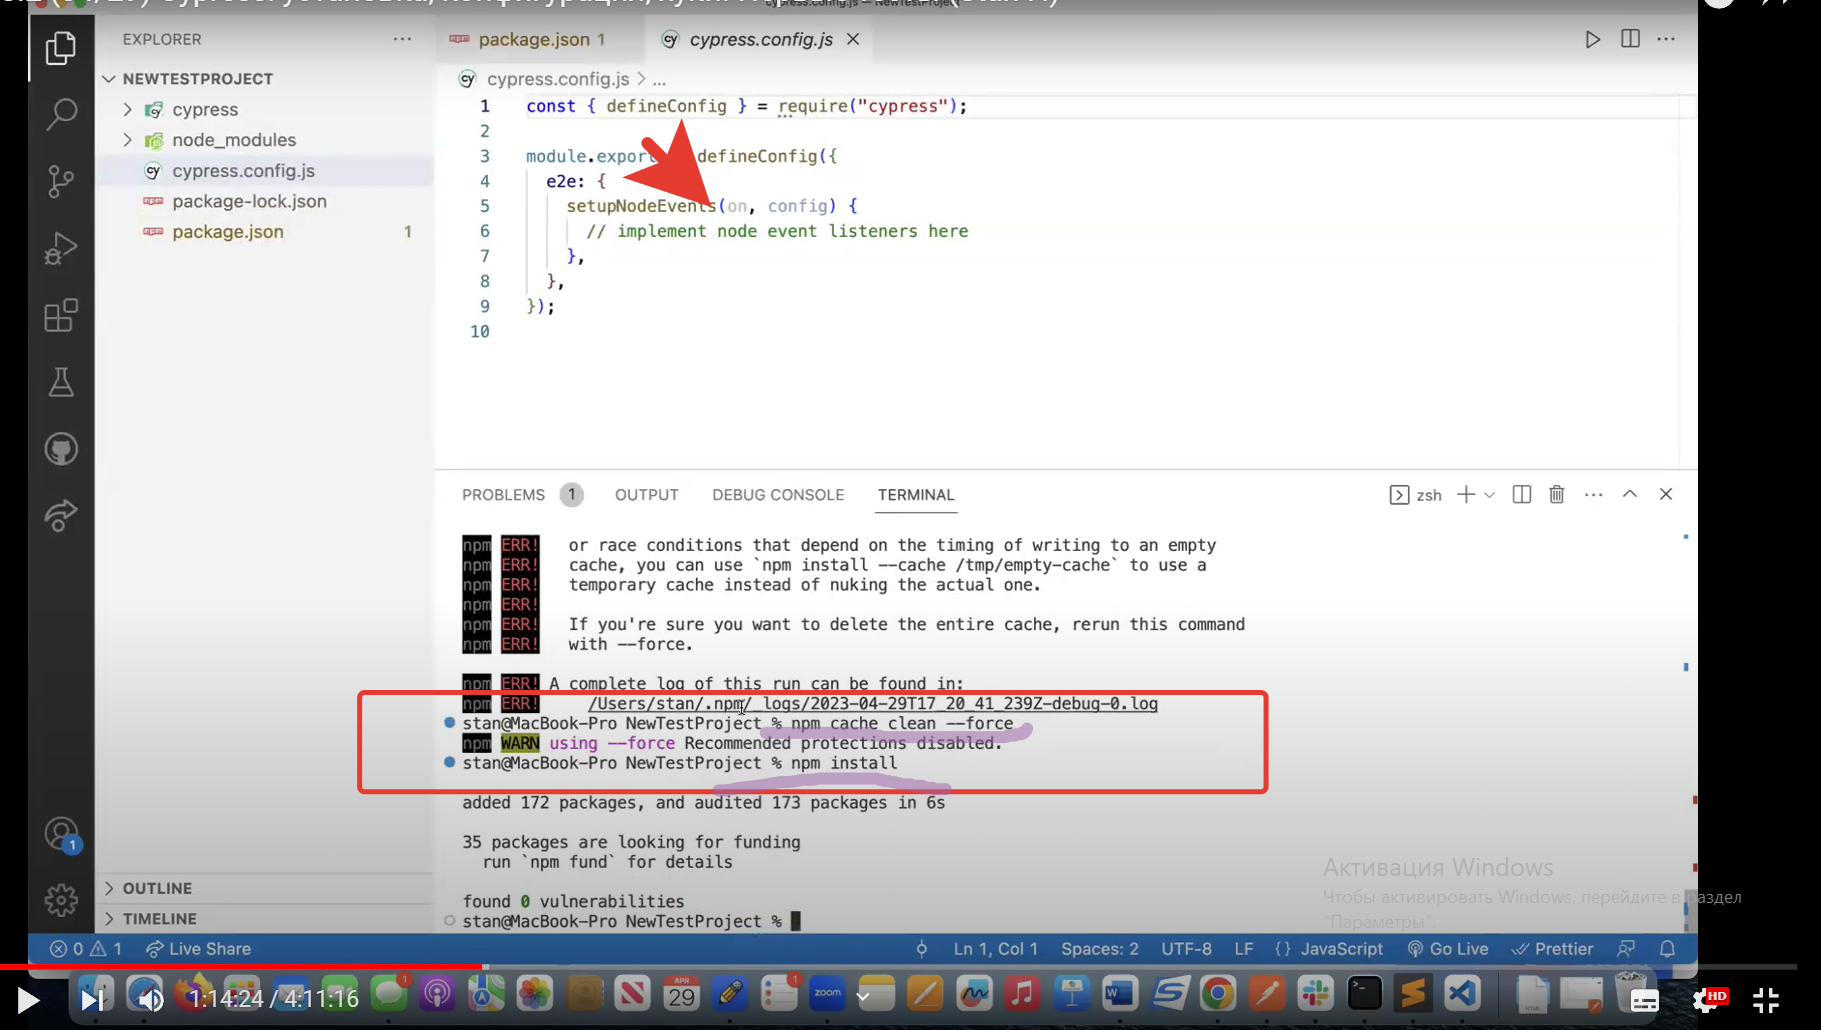 EXPLORER
NEWTESTPROJECT
cypress
node_modules
cypress.config.js
package-lock.json
package.json 1
OUTLINE
TIMELINE
package.json 1
cypress.config.js
cypress.config.js > ...
1 const { defineConfig } = require("cypress");
2
3 module.export defineConfig({
4 e2e: {
5 setupNodeEvents(on, config) {
6 // implement node event listeners here
7 },
8 },
9 });
10
PROBLEMS 1 OUTPUT DEBUG CONSOLE TERMINAL
zsh
npm ERR! or race conditions that depend on the timing of writing to an empty
npm ERR! cache, you can use `npm install --cache /tmp/empty-cache` to use a
npm ERR! temporary cache instead of nuking the actual one.
npm ERR!
npm ERR! If you're sure you want to delete the entire cache, rerun this command
npm ERR! with --force.
npm ERR! A complete log of this run can be found in:
npm ERR! /Users/stan/.npm/_logs/2023-04-29T17_20_41_239Z-debug-0.log
stan@MacBook-Pro NewTestProject % npm cache clean --force
npm WARN using --force Recommended protections disabled.
stan@MacBook-Pro NewTestProject % npm install
added 172 packages, and audited 173 packages in 6s
35 packages are looking for funding
run `npm fund` for details
found 0 vulnerabilities
stan@MacBook-Pro NewTestProject %
Активация Windows
Чтобы активировать Windows, перейдите в раздел
"Параметры".
1
0 1 Live Share
Ln 1, Col 1 Spaces: 2 UTF-8 LF {} JavaScript Go Live Prettier
1:14:24 / 4:11:16
1
APR
29
1
zoom
HD